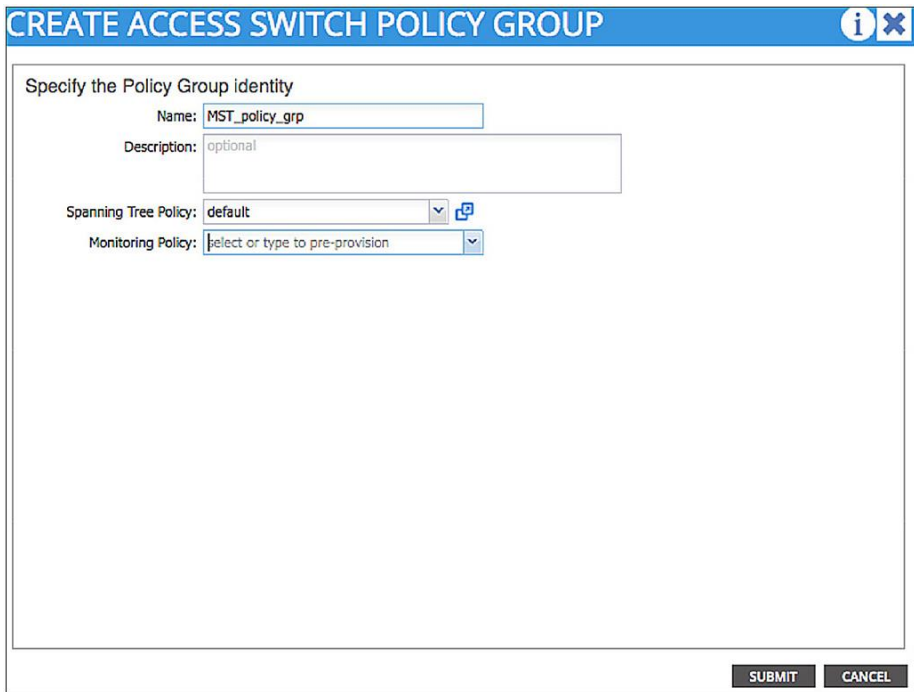 CREATE ACCESS SWITCH POLICY GROUP
i
Specify the Policy Group identity
Name: MST_policy_grp
Description: optional
Spanning Tree Policy: default
Monitoring Policy: select or type to pre-provision
SUBMIT CANCEL